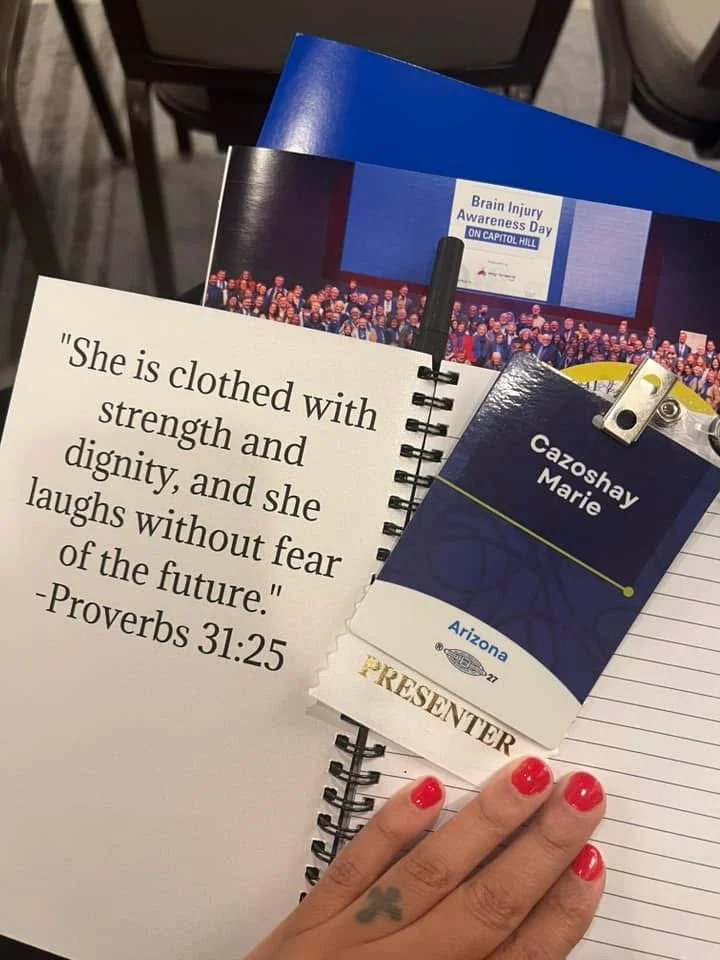 Brain Injury
Awareness Day
ON CAPITOL HILL
"She is clothed with
strength and
dignity, and she
laughs without fear
of the future."
-Proverbs 31:25
Cazoshay
Marie
Arizona
27
PRESENTER